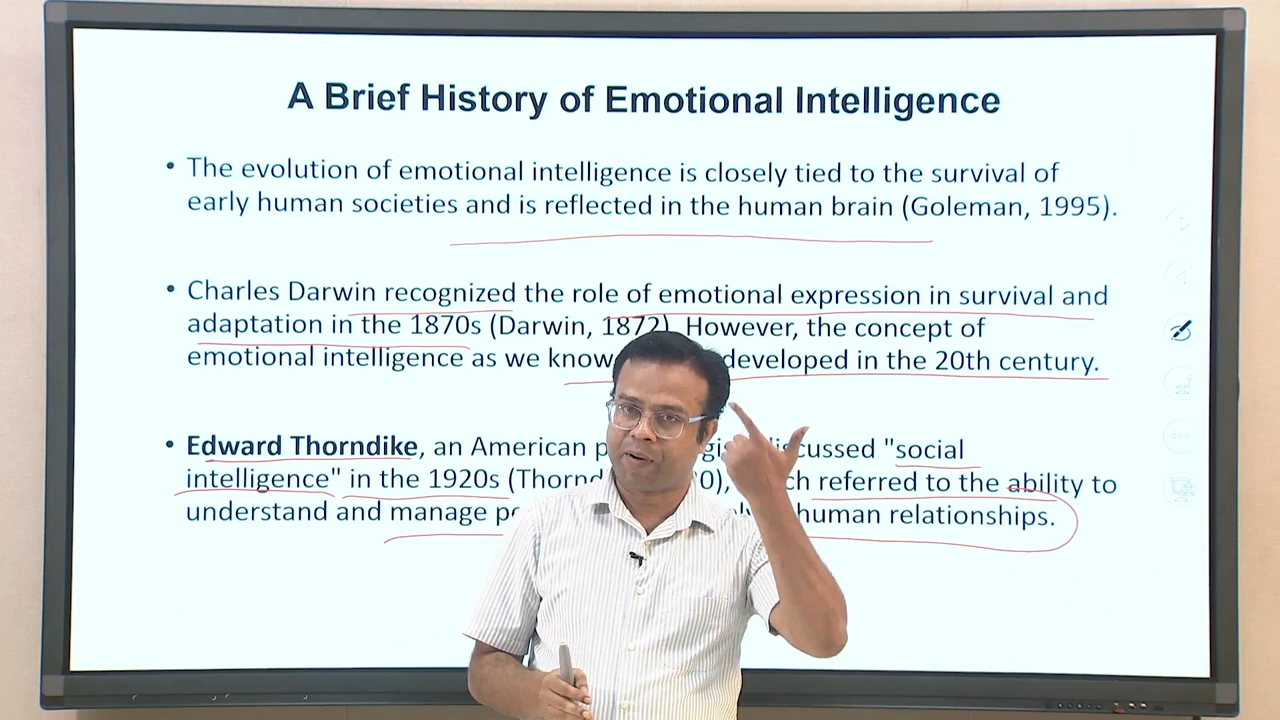 A Brief History of Emotional Intelligence
• The evolution of emotional intelligence is closely tied to the survival of
early human societies and is reflected in the human brain (Goleman, 1995).
• Charles Darwin recognized the role of emotional expression in survival and
adaptation in the 1870s (Darwin, 1872). However, the concept of
emotional intelligence as we know developed in the 20th century.
• Edward Thorndike, an American discussed "social
intelligence" in the 1920s referred to the ability to
understand and manage human relationships.